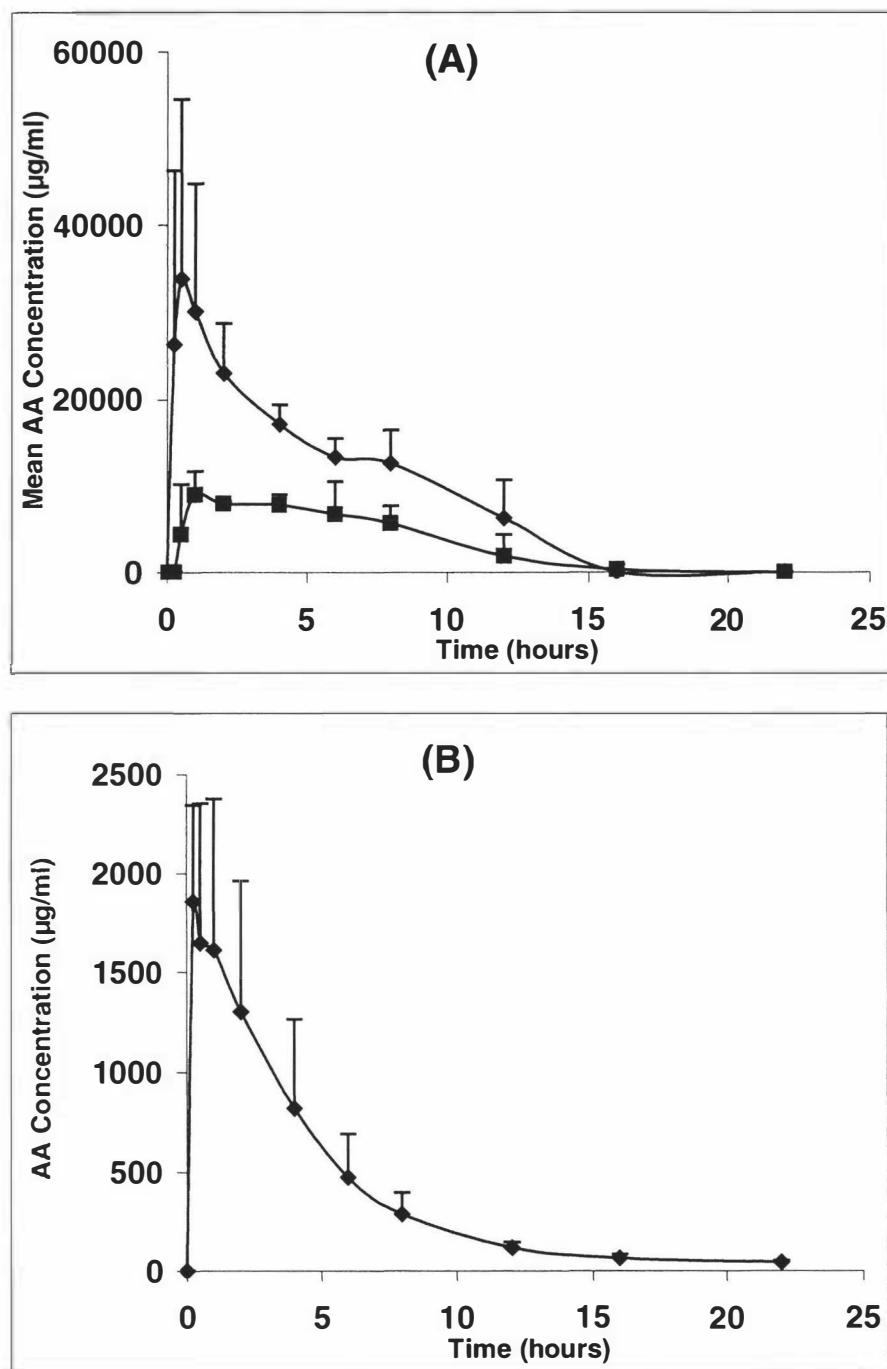 (A)
Mean AA Concentration (µg/ml)
60000
40000
20000
0
0 5 10 15 20 25
Time (hours)
(B)
AA Concentration (µg/ml)
2500
2000
1500
1000
500
0
0 5 10 15 20 25
Time (hours)